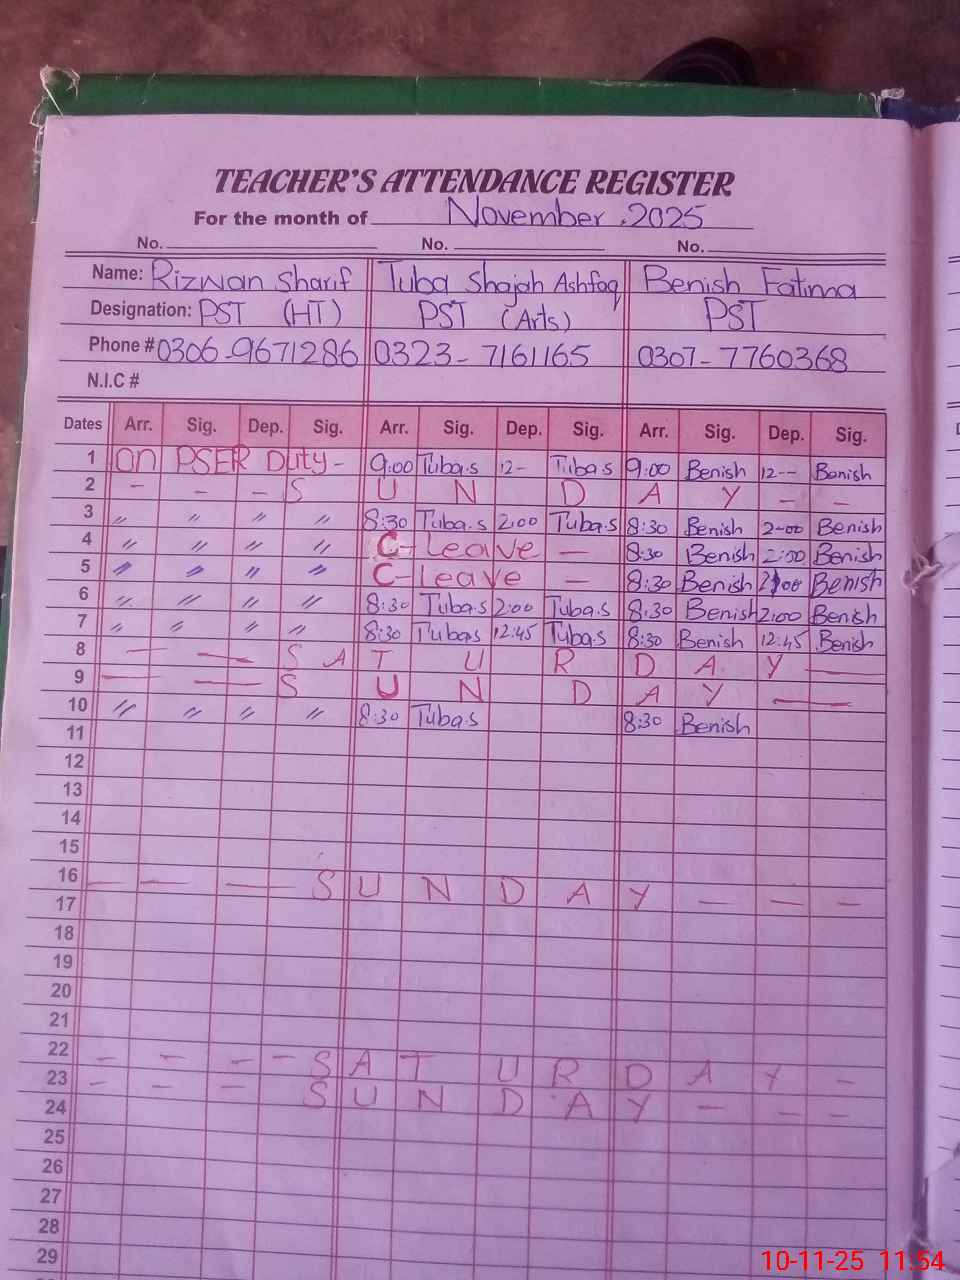 TEACHER'S ATTENDANCE REGISTER
For the month of November.2025
No. No. No.
Name: Rizwan Sharif Tuba Shajah Ashfaq Benish Fatima
Designation: PST (HT) PST (Arts) PST
Phone # 0306-9671286 0323-7161165 0307-7760368
N.I.C #
Dates Arr. Sig. Dep. Sig. Arr. Sig. Dep. Sig. Arr. Sig. Dep. Sig.
1 On PSER Duty- 9:00 Tuba.s 12- Tuba.s 9:00 Benish 12-- Benish
2 - - - S U N D A Y - -
3 〃 〃 〃 〃 8:30 Tuba.s 2:00 Tuba.s 8:30 Benish 2-00 Benish
4 〃 〃 〃 〃 C-Leave - 8:30 Benish 2:00 Benish
5 〃 〃 〃 〃 C-Leave - 8:30 Benish 2:00 Benish
6 〃 〃 〃 〃 8:30 Tuba.s 2:00 Tuba.s 8:30 Benish 2:00 Benish
7 〃 〃 〃 〃 8:30 Tubas 12:45 Tuba.s 8:30 Benish 12:45 Benish
8 - - S A T U R D A Y -
9 - - S U N D A Y -
10 〃 〃 〃 〃 8:30 Tuba.s 8:30 Benish
11
12
13
14
15
16 - - - S U N D A Y - - -
17
18
19
20
21
22 - - - - S A T U R D A Y -
23 - - - S U N D A Y - - -
24
25
26
27
28
29
10-11-25 11:54